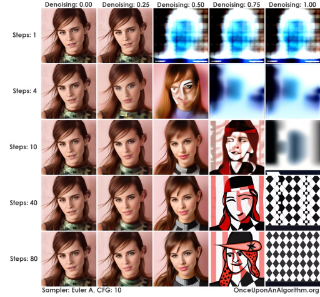 Denoising: 0.00 Denoising: 0.25 Denoising: 0.50 Denoising: 0.75 Denoising: 1.00
Steps: 1
Steps: 4
Steps: 10
Steps: 40
Steps: 80
Sampler: Euler A, CFG: 10 OnceUponAnAlgorithm.org